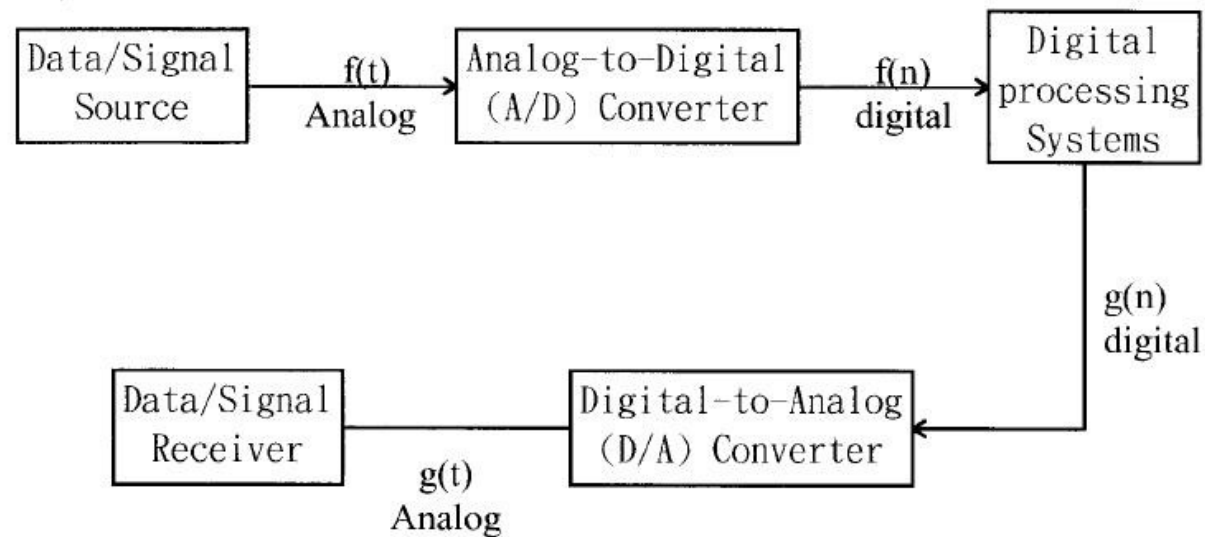 Data/Signal
Source
f(t)
Analog
Analog-to-Digital
(A/D) Converter
f(n)
digital
Digital
processing
Systems
g(n)
digital
Digital-to-Analog
(D/A) Converter
g(t)
Analog
Data/Signal
Receiver